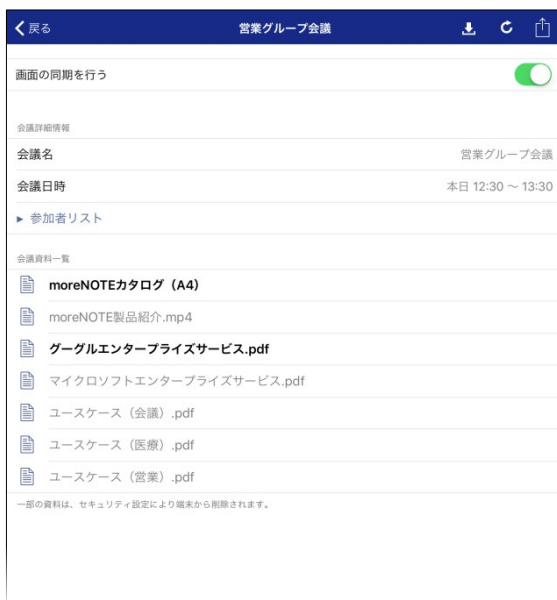 戻る 営業グループ会議
画面の同期を行う
会議詳細情報
会議名 営業グループ会議
会議日時 本日 12:30 ～ 13:30
▸ 参加者リスト
会議資料一覧
moreNOTEカタログ（A4）
moreNOTE製品紹介.mp4
グーグルエンタープライズサービス.pdf
マイクロソフトエンタープライズサービス.pdf
ユースケース（会議）.pdf
ユースケース（医療）.pdf
ユースケース（営業）.pdf
一部の資料は、セキュリティ設定により端末から削除されます。